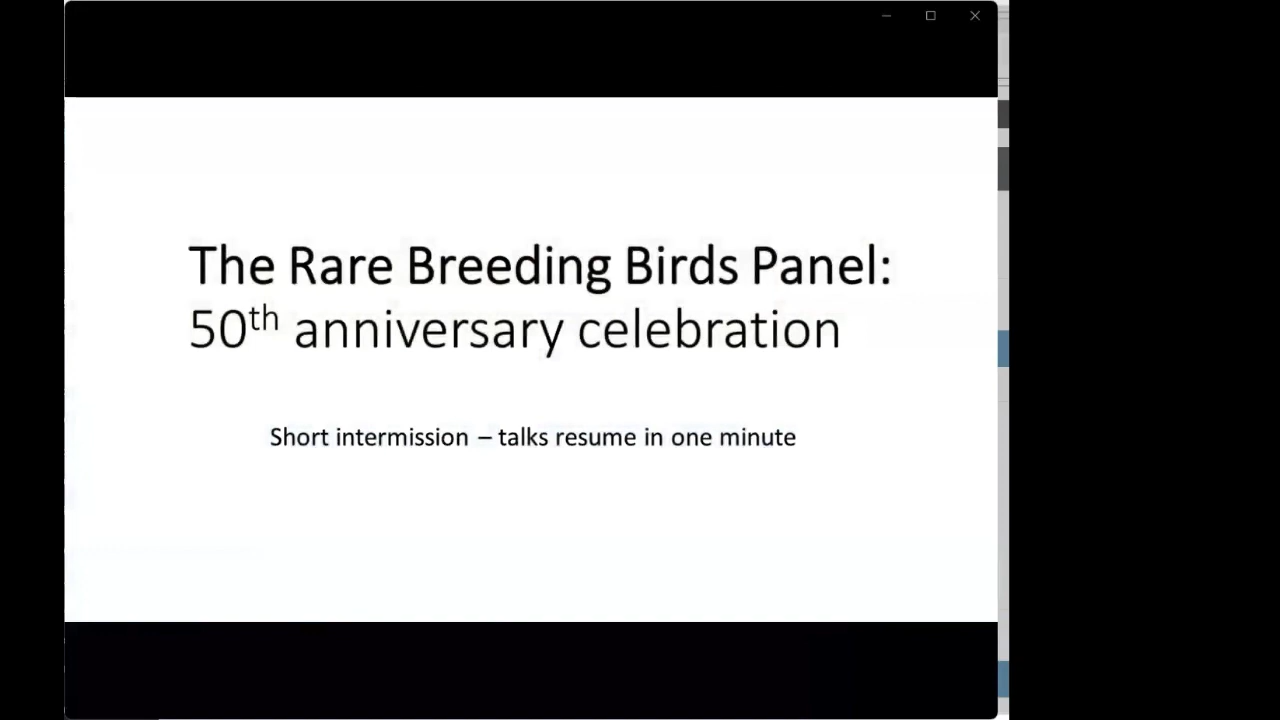 The Rare Breeding Birds Panel:
50th anniversary celebration
Short intermission – talks resume in one minute